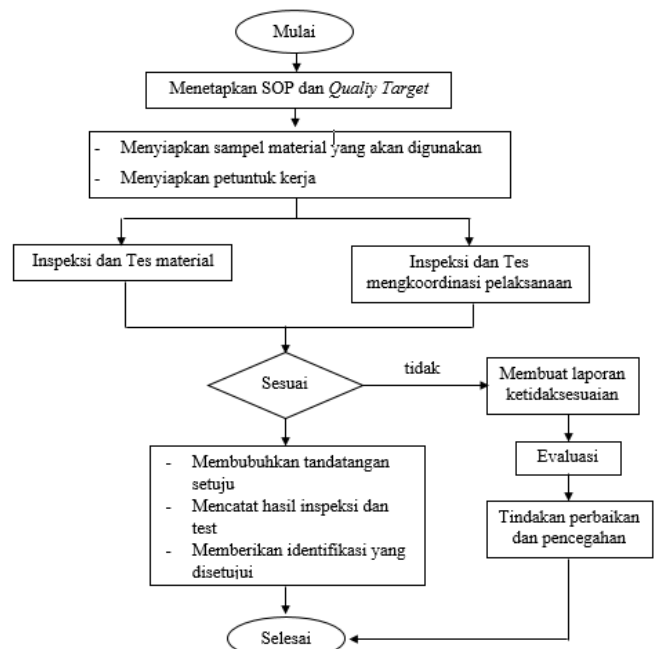 Mulai
Menetapkan SOP dan Qualiy Target
- Menyiapkan sampel material yang akan digunakan
- Menyiapkan petuntuk kerja
Inspeksi dan Tes material
Inspeksi dan Tes
mengkoordinasi pelaksanaan
Sesuai
tidak
Membuat laporan
ketidaksesuaian
Evaluasi
Tindakan perbaikan
dan pencegahan
- Membubuhkan tandatangan
setuju
- Mencatat hasil inspeksi dan
test
- Memberikan identifikasi yang
disetujui
Selesai